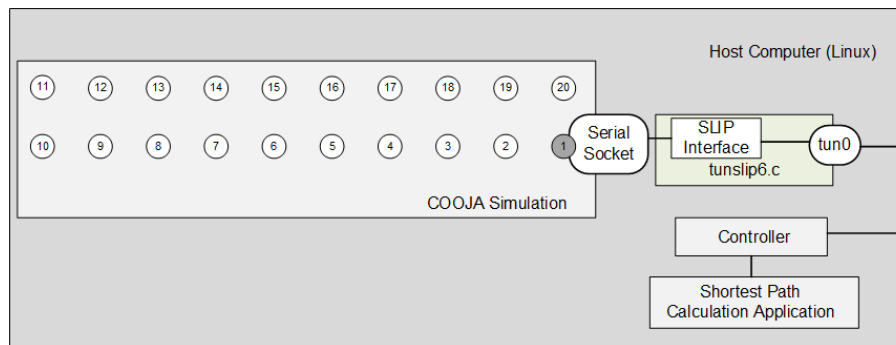 Host Computer (Linux)
11 12 13 14 15 16 17 18 19 20
10 9 8 7 6 5 4 3 2 1
Serial
Socket
SLIP
Interface
tun0
tunslip6.c
COOJA Simulation
Controller
Shortest Path
Calculation Application